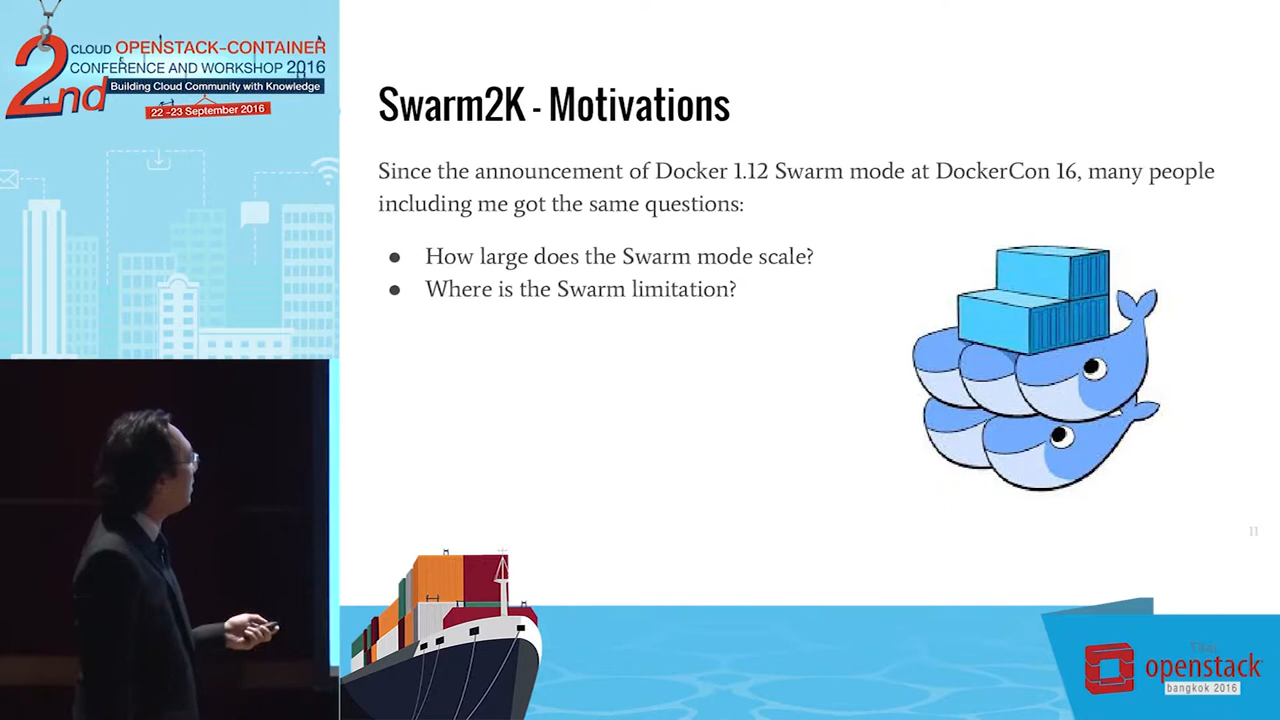 2nd
CLOUD OPENSTACK-CONTAINER
CONFERENCE AND WORKSHOP 2016
Building Cloud Community with Knowledge
22 -23 September 2016
Swarm2K - Motivations
Since the announcement of Docker 1.12 Swarm mode at DockerCon 16, many people
including me got the same questions:
● How large does the Swarm mode scale?
● Where is the Swarm limitation?
11
Thai
openstack
bangkok 2016